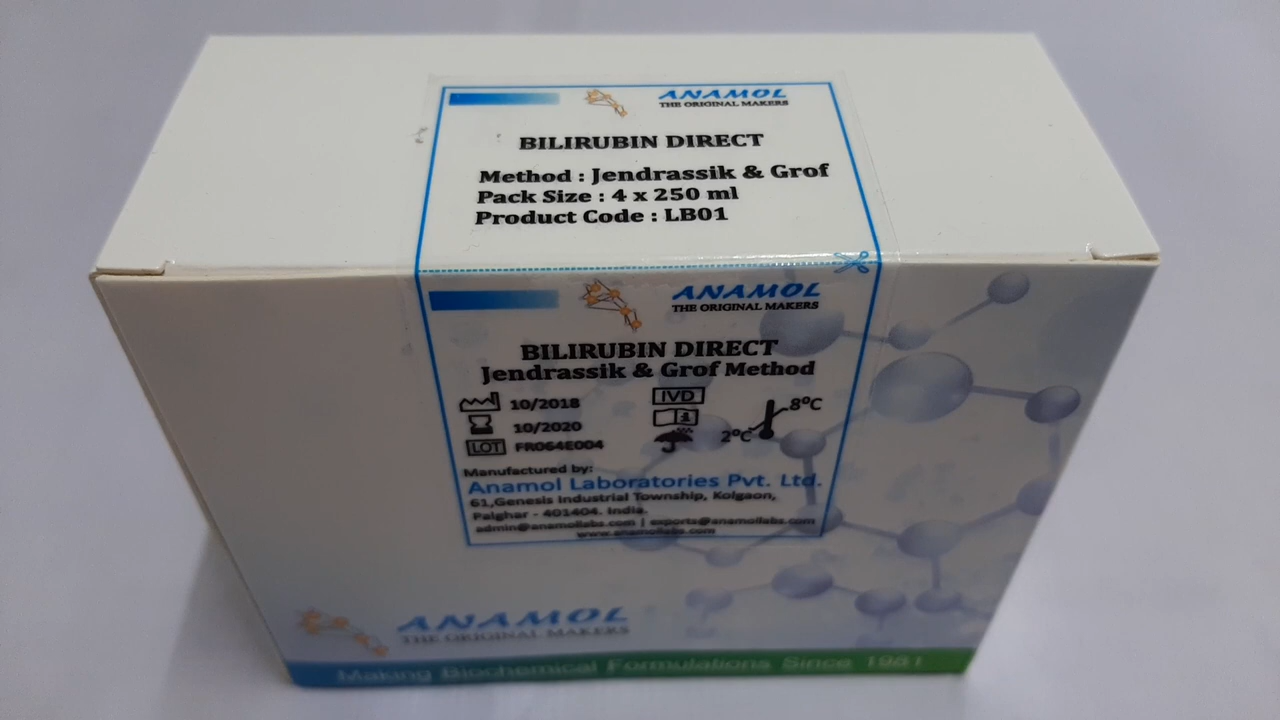 ANAMOL
THE ORIGINAL MAKERS
BILIRUBIN DIRECT
Method : Jendrassik & Grof
Pack Size : 4 x 250 ml
Product Code : LB01
ANAMOL
THE ORIGINAL MAKERS
BILIRUBIN DIRECT
Jendrassik & Grof Method
10/2018
IVD
10/2020
8°C
2°C
LOT FR064E004
Manufactured by:
Anamol Laboratories Pvt. Ltd.
61,Genesis Industrial Township, Kolgaon,
Palghar - 401404. India.
admin@anamollabs.com | exports@anamollabs.com
www.anamollabs.com
ANAMOL
THE ORIGINAL MAKERS
Making Biochemical Formulations Since 1981